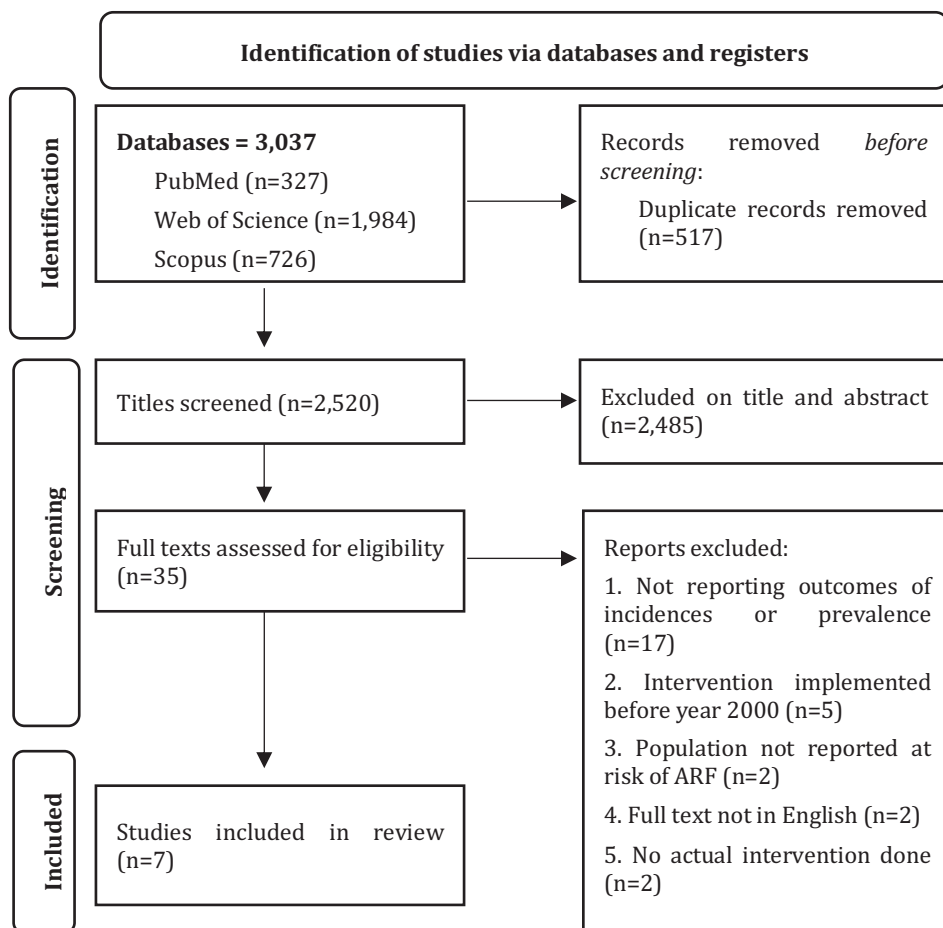 Identification of studies via databases and registers
Identification
Databases = 3,037
PubMed (n=327)
Web of Science (n=1,984)
Scopus (n=726)
Records removed before
screening:
Duplicate records removed
(n=517)
Screening
Titles screened (n=2,520)
Excluded on title and abstract
(n=2,485)
Full texts assessed for eligibility
(n=35)
Reports excluded:
1. Not reporting outcomes of
incidences or prevalence
(n=17)
2. Intervention implemented
before year 2000 (n=5)
3. Population not reported at
risk of ARF (n=2)
4. Full text not in English (n=2)
5. No actual intervention done
(n=2)
Included
Studies included in review
(n=7)